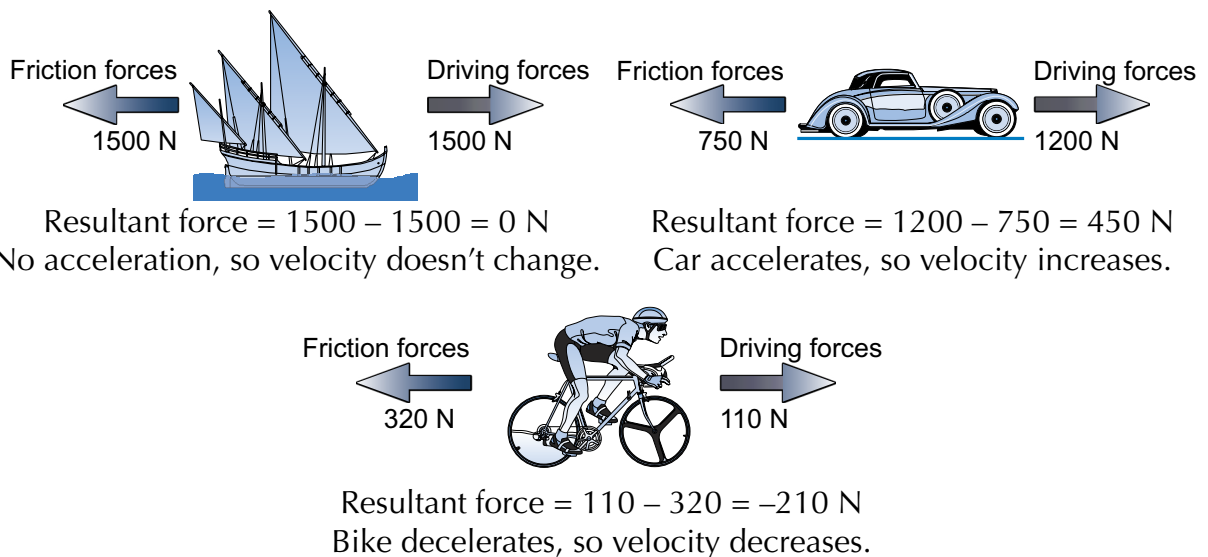 Friction forces
1500 N
Driving forces
1500 N
Resultant force = 1500 – 1500 = 0 N
No acceleration, so velocity doesn't change.
Friction forces
750 N
Driving forces
1200 N
Resultant force = 1200 – 750 = 450 N
Car accelerates, so velocity increases.
Friction forces
320 N
Driving forces
110 N
Resultant force = 110 – 320 = –210 N
Bike decelerates, so velocity decreases.